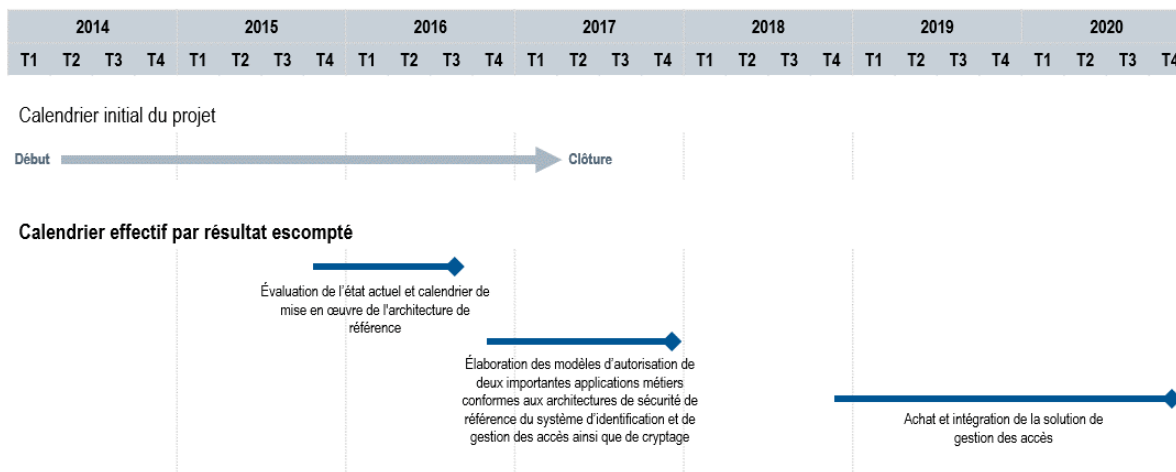 2014 2015 2016 2017 2018 2019 2020
T1 T2 T3 T4 T1 T2 T3 T4 T1 T2 T3 T4 T1 T2 T3 T4 T1 T2 T3 T4 T1 T2 T3 T4 T1 T2 T3 T4
Calendrier initial du projet
Début Clôture
Calendrier effectif par résultat escompté
Évaluation de l'état actuel et calendrier de
mise en œuvre de l'architecture de
référence
Élaboration des modèles d'autorisation de
deux importantes applications métiers
conformes aux architectures de sécurité de
référence du système d'identification et de
gestion des accès ainsi que de cryptage
Achat et intégration de la solution de
gestion des accès